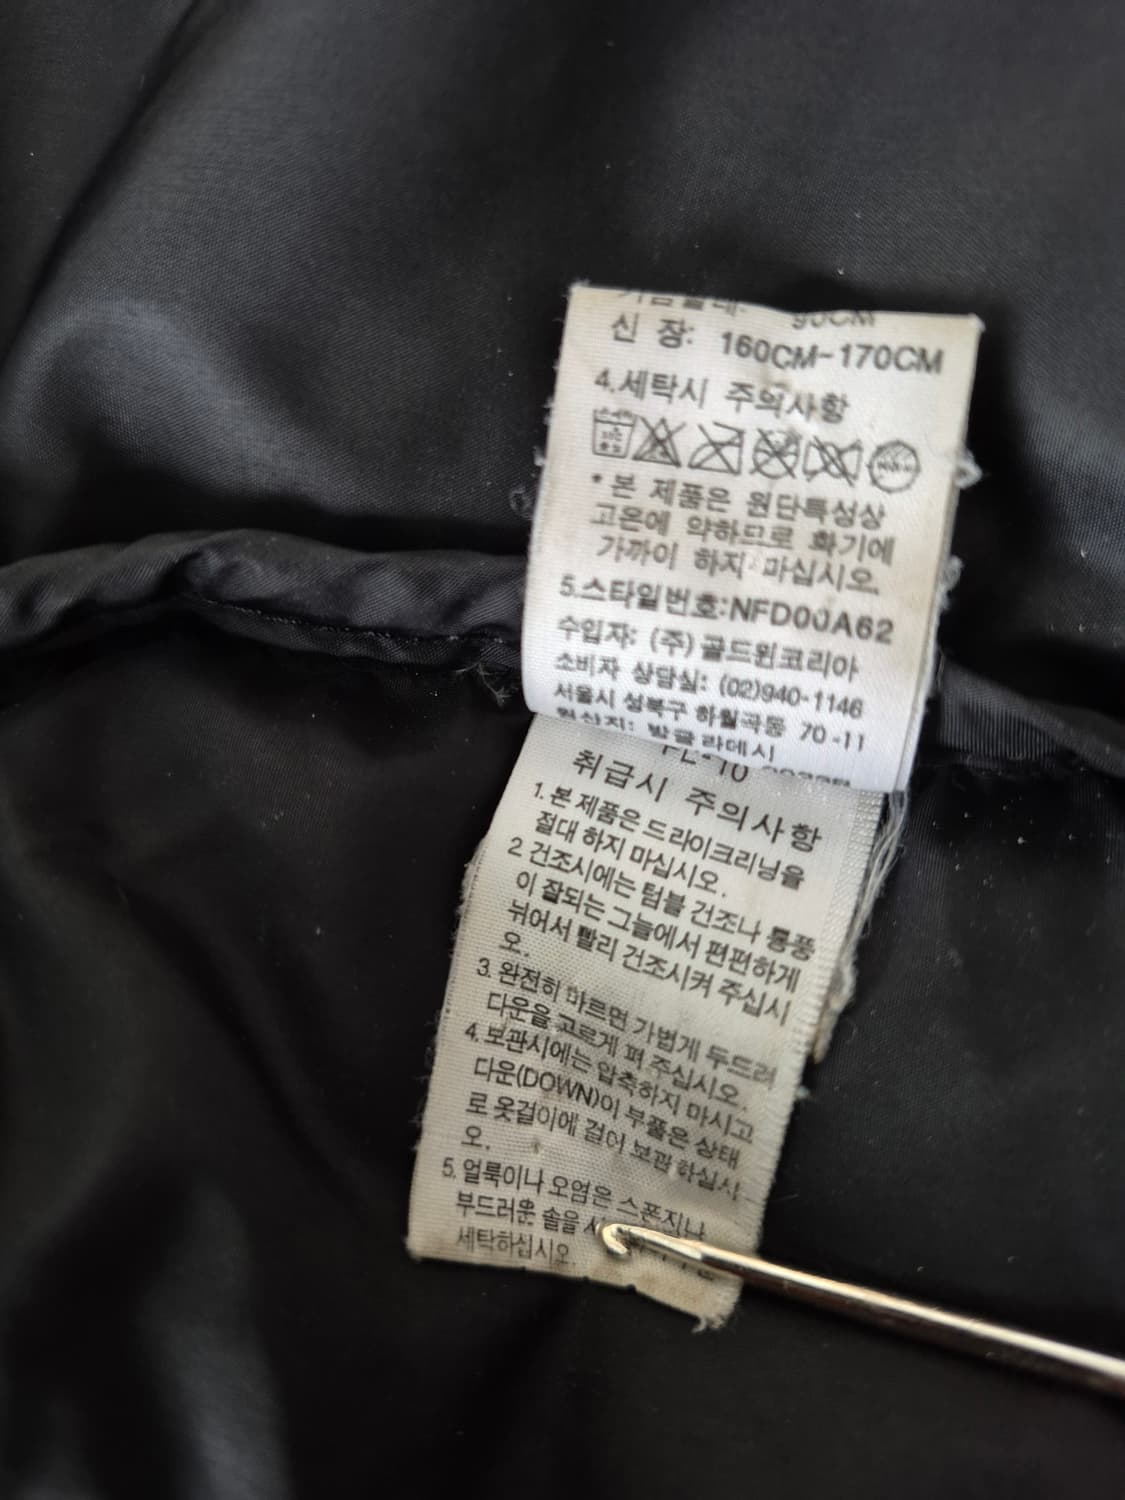 90CM
신 장: 160CM-170CM
4.세탁시 주의사항
*본 제품은 원단특성상
고온에 약하므로 화기에
가까이 하지 마십시오.
5.스타일번호:NFD00A62
수입자: (주) 골드윈코리아
소비자 상담실: (02)940-1146
서울시 성북구 하월곡동 70-11
원산지: 방글라데시
취급시 주의사항
1.본 제품은 드라이크리닝을
절대 하지 마십시오.
2 건조시에는 텀블 건조나 통풍
이 잘되는 그늘에서 편편하게
뉘어서 빨리 건조시켜 주십시
오.
3. 완전히 마르면 가볍게 두드려
다운을 고르게 펴 주십시오.
4. 보관시에는 압축하지 마시고
다운(DOWN)이 부풀은 상태
로 옷걸이에 걸어 보관 하십시
오.
5. 얼룩이나 오염은 스폰지나
부드러운 솔을
세탁하십시오.